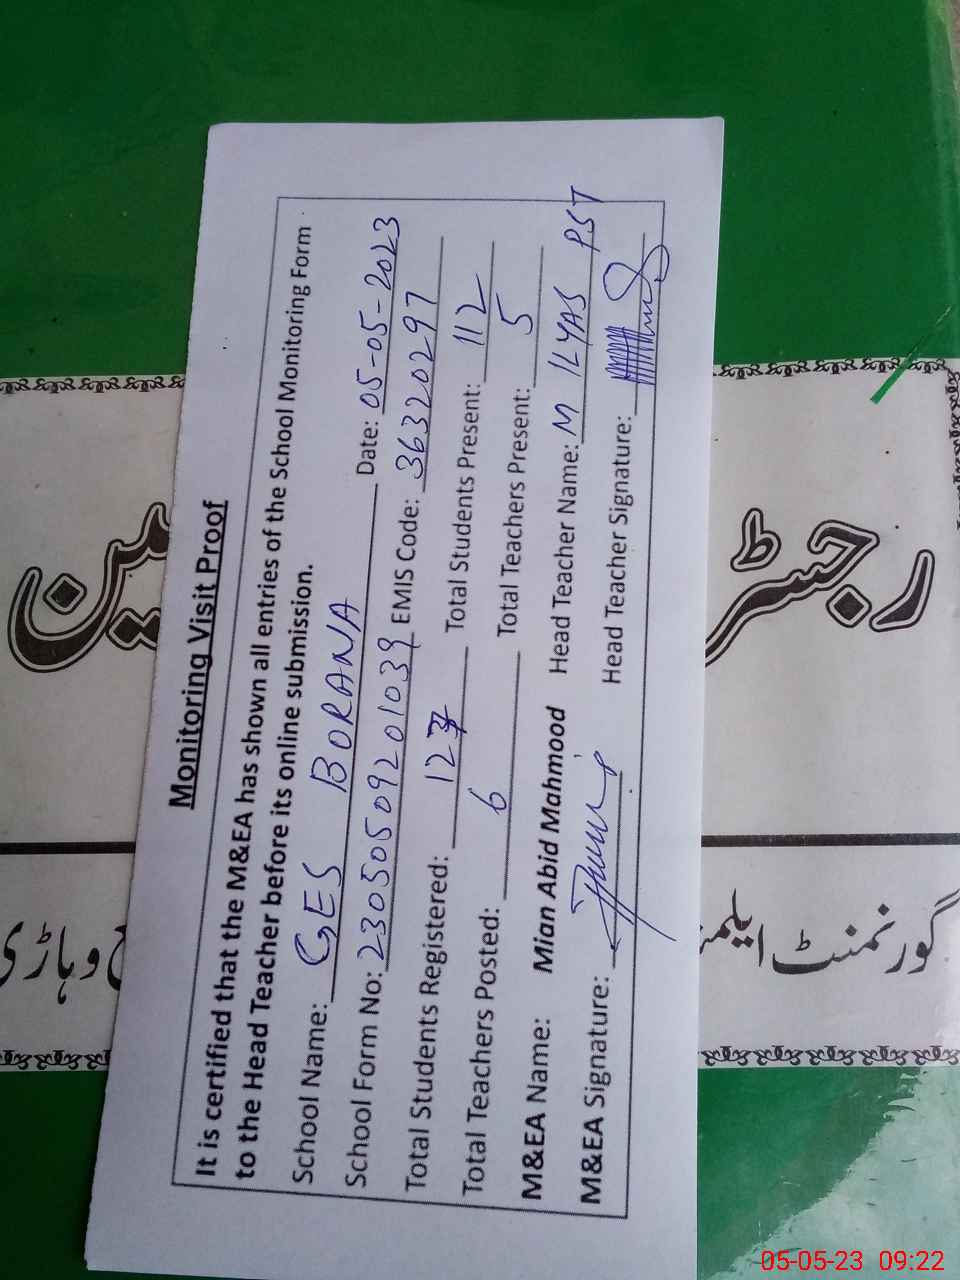 Monitoring Visit Proof
It is certified that the M&EA has shown all entries of the School Monitoring Form
to the Head Teacher before its online submission.
School Name: GES BORANA Date: 05-05-2023
School Form No: 23050509201039 EMIS Code: 36320297
Total Students Registered: 127 Total Students Present: 112
Total Teachers Posted: 6 Total Teachers Present: 5
M&EA Name: Mian Abid Mahmood Head Teacher Name: M ILYAS PST
M&EA Signature: Head Teacher Signature:
رجسٹر
گورنمنٹ
وہاڑی
05-05-23 09:22